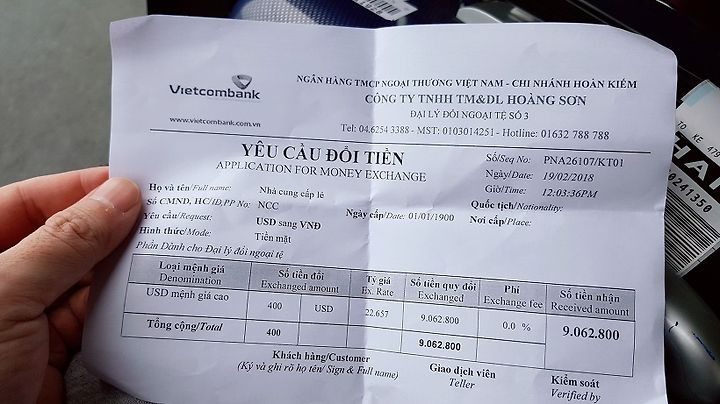 Vietcombank
www.vietcombank.com.vn
NGÂN HÀNG TMCP NGOẠI THƯƠNG VIỆT NAM - CHI NHÁNH HOÀN KIẾM
CÔNG TY TNHH TM&DL HOÀNG SƠN
ĐẠI LÝ ĐỔI NGOẠI TỆ SỐ 3
Tel: 04.6254 3388 - MST: 0103014251 - Hotline: 01632 788 788
YÊU CẦU ĐỔI TIỀN
APPLICATION FOR MONEY EXCHANGE
Số/Seq No: PNA26107/KT01
Ngày/Date: 19/02/2018
Giờ/Time: 12:03:36PM
Họ và tên/Full name: Nhà cung cấp lẻ
Quốc tịch/Nationality:
Số CMND, HC/ID,PP No: NCC Ngày cấp/Date: 01/01/1900 Nơi cấp/Place:
Yêu cầu/Request: USD sang VNĐ
Hình thức/Mode: Tiền mặt
Phần Dành cho Đại lý đổi ngoại tệ
Loại mệnh giá Số tiền đổi Tỷ giá Số tiền quy đổi Phí Số tiền nhận
Denomination Exchanged amount Ex. Rate Exchanged Exchange fee Received amount
USD mệnh giá cao 400 USD 22.657 9.062.800 0.0 % 9.062.800
Tổng cộng/Total 400 9.062.800
Khách hàng/Customer Giao dịch viên Kiểm soát
(Ký và ghi rõ họ tên/ Sign & Full name) Teller Verified by
TO KE 478